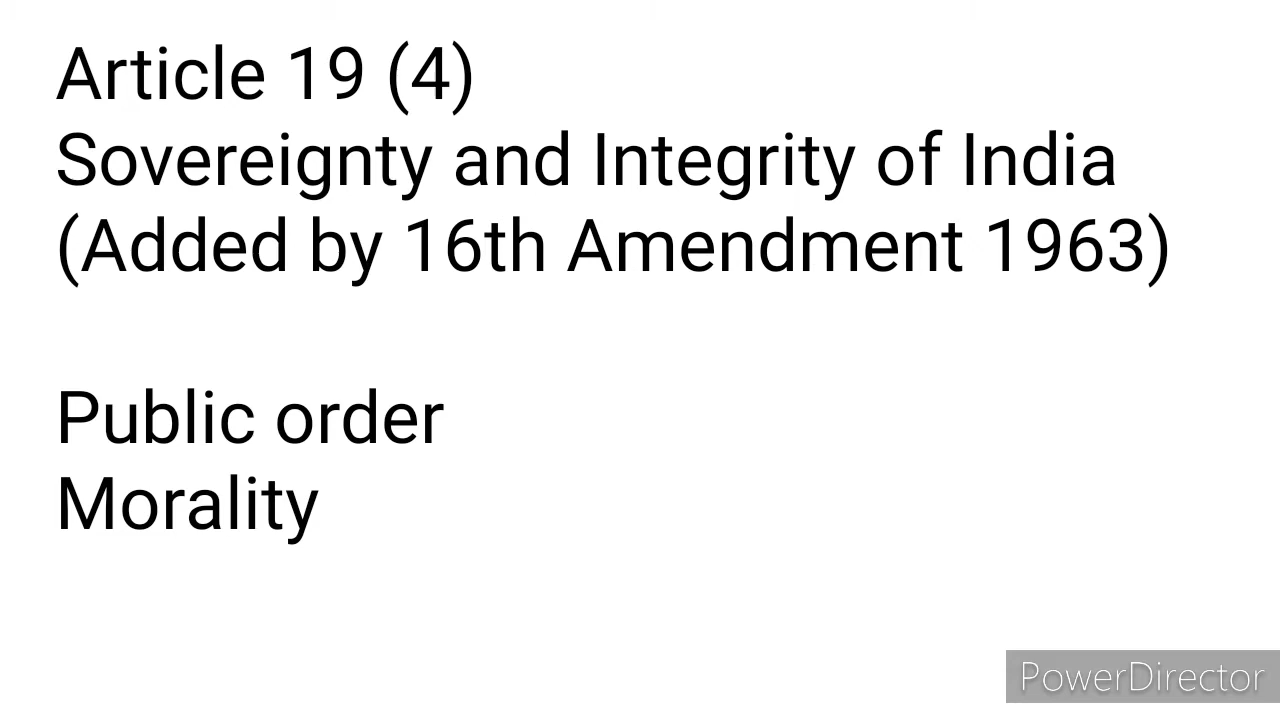 Article 19 (4)
Sovereignty and Integrity of India
(Added by 16th Amendment 1963)
Public order
Morality
PowerDirector